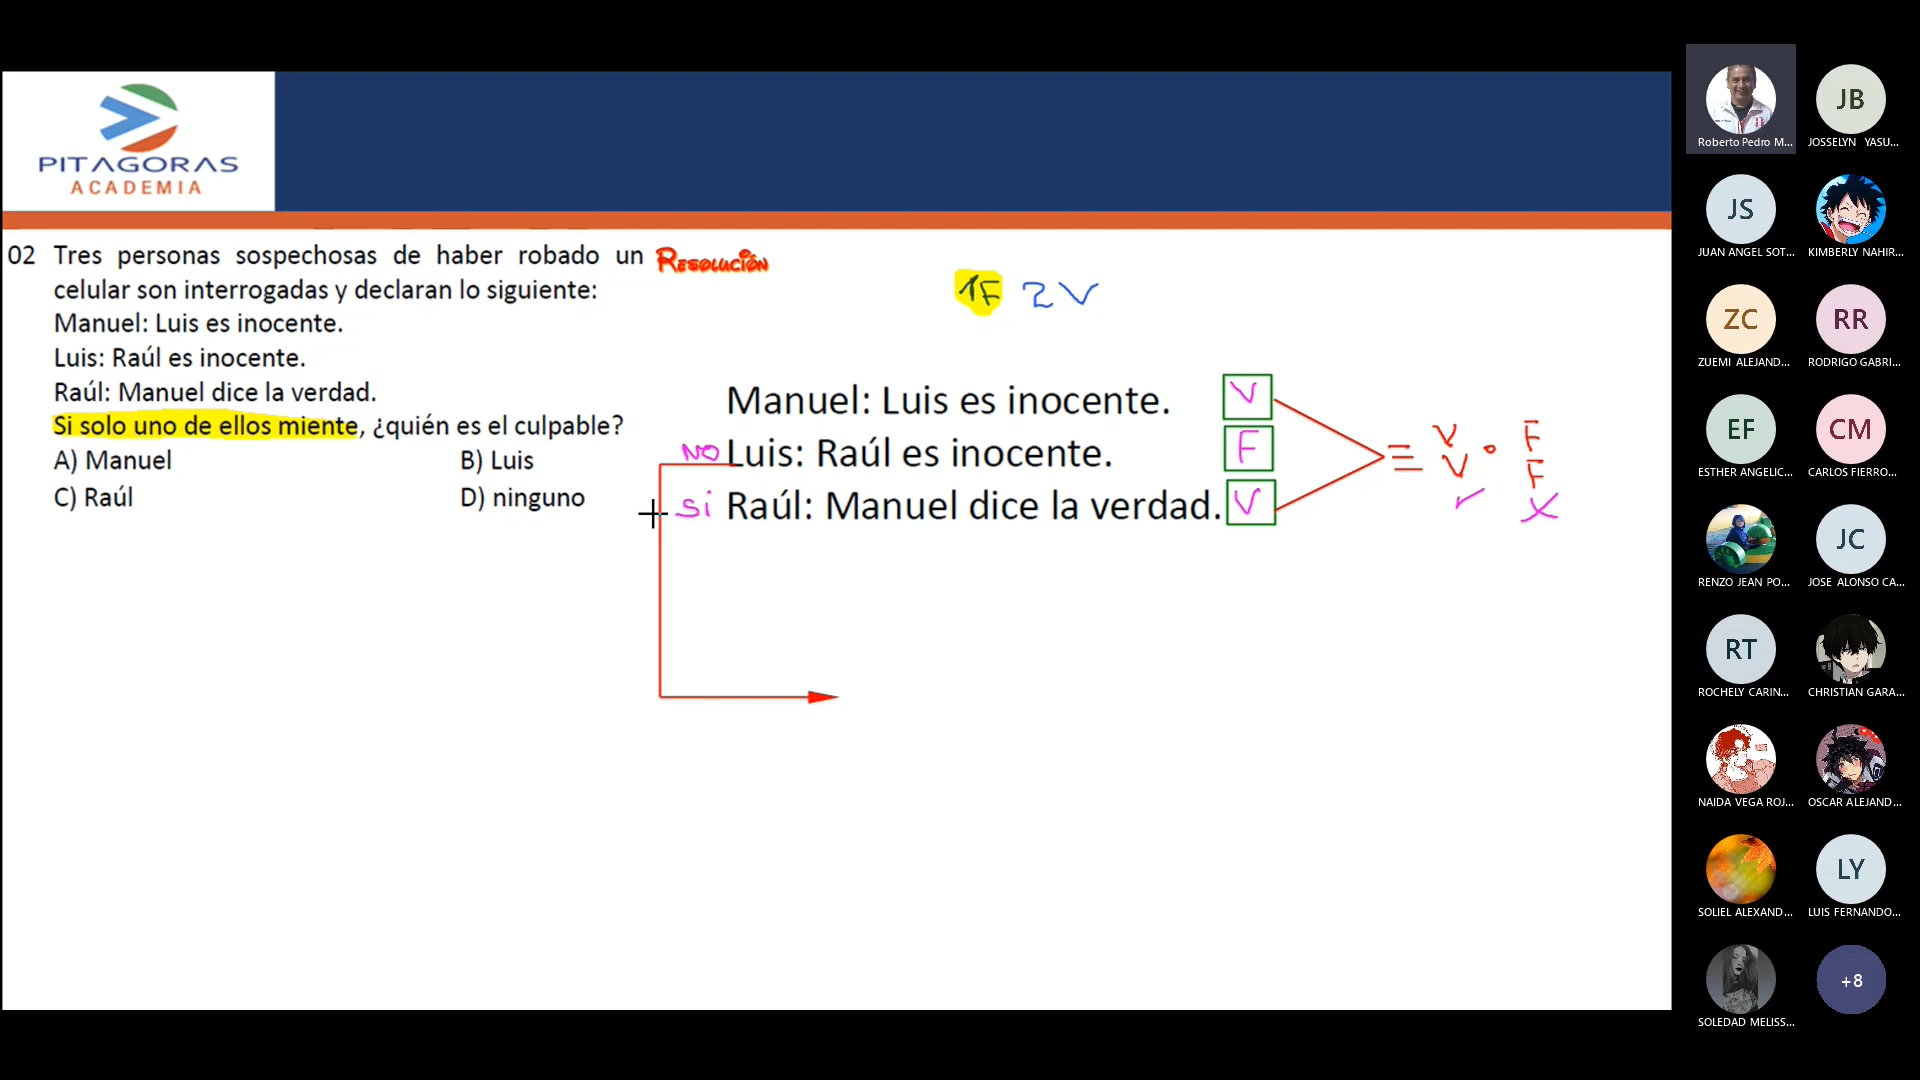 PITAGORAS
ACADEMIA
02 Tres personas sospechosas de haber robado un
celular son interrogadas y declaran lo siguiente:
Manuel: Luis es inocente.
Luis: Raúl es inocente.
Raúl: Manuel dice la verdad.
Si solo uno de ellos miente, ¿quién es el culpable?
A) Manuel B) Luis
C) Raúl D) ninguno
RESOLUCIÓN
1F 2V
Manuel: Luis es inocente. V
NO Luis: Raúl es inocente. F
Sí Raúl: Manuel dice la verdad. V
= V F
V F
Roberto Pedro M...
JB
JOSSELYN YASU...
JS
JUAN ANGEL SOT...
KIMBERLY NAHIR...
ZC
ZUEMI ALEJAND...
RR
RODRIGO GABRI...
EF
ESTHER ANGELIC...
CM
CARLOS FIERRO...
RENZO JEAN PO...
JC
JOSE ALONSO CA...
RT
ROCHELY CARIN...
CHRISTIAN GARA...
NAIDA VEGA ROJ...
OSCAR ALEJAND...
SOLIEL ALEXAND...
LY
LUIS FERNANDO...
SOLEDAD MELISS...
+8